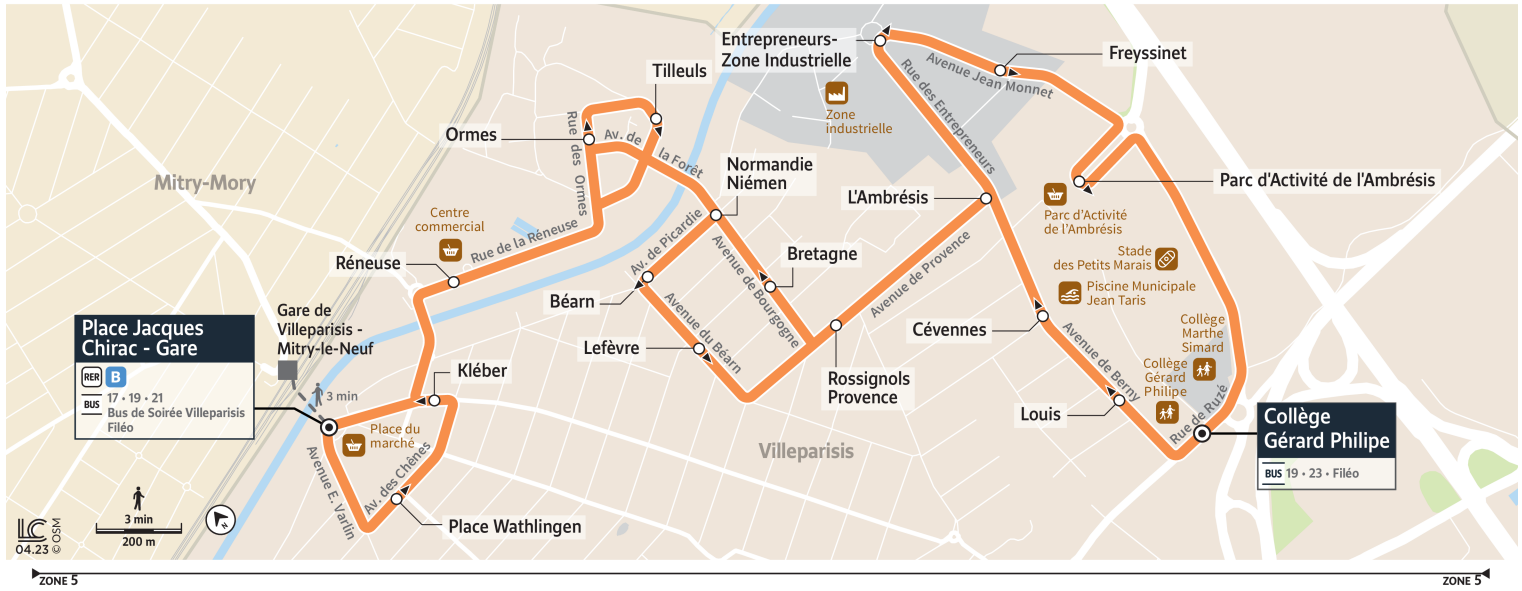 Entrepreneurs-
Zone Industrielle
Freyssinet
Avenue Jean Monnet
Tilleuls
Rue des Entrepreneurs
Zone
industrielle
Ormes
Rue des Ormes
Av. de la Forêt
Normandie
Niémen
Mitry-Mory
L'Ambrésis
Parc d'Activité de l'Ambrésis
Parc d'Activité
de l'Ambrésis
Centre
commercial
Rue de la Réneuse
Réneuse
Av. de Picardie
Avenue de Bourgogne
Bretagne
Avenue de Provence
Stade
des Petits Marais
Piscine Municipale
Jean Taris
Béarn
Avenue du Béarn
Lefèvre
Cévennes
Avenue de Berny
Collège
Marthe
Simard
Collège
Gérard
Philipe
Gare de
Villeparisis -
Mitry-le-Neuf
Place Jacques
Chirac - Gare
RER B
BUS
17 • 19 • 21
Bus de Soirée Villeparisis
Filéo
3 min
Kléber
Rossignols
Provence
Louis
Rue de Ruzé
Collège
Gérard Philipe
BUS 19 • 23 • Filéo
Place du
marché
Villeparisis
Avenue E. Varlin
Av. des Chênes
Place Wathlingen
3 min
200 m
N
LC
04.23 © OSM
ZONE 5
ZONE 5